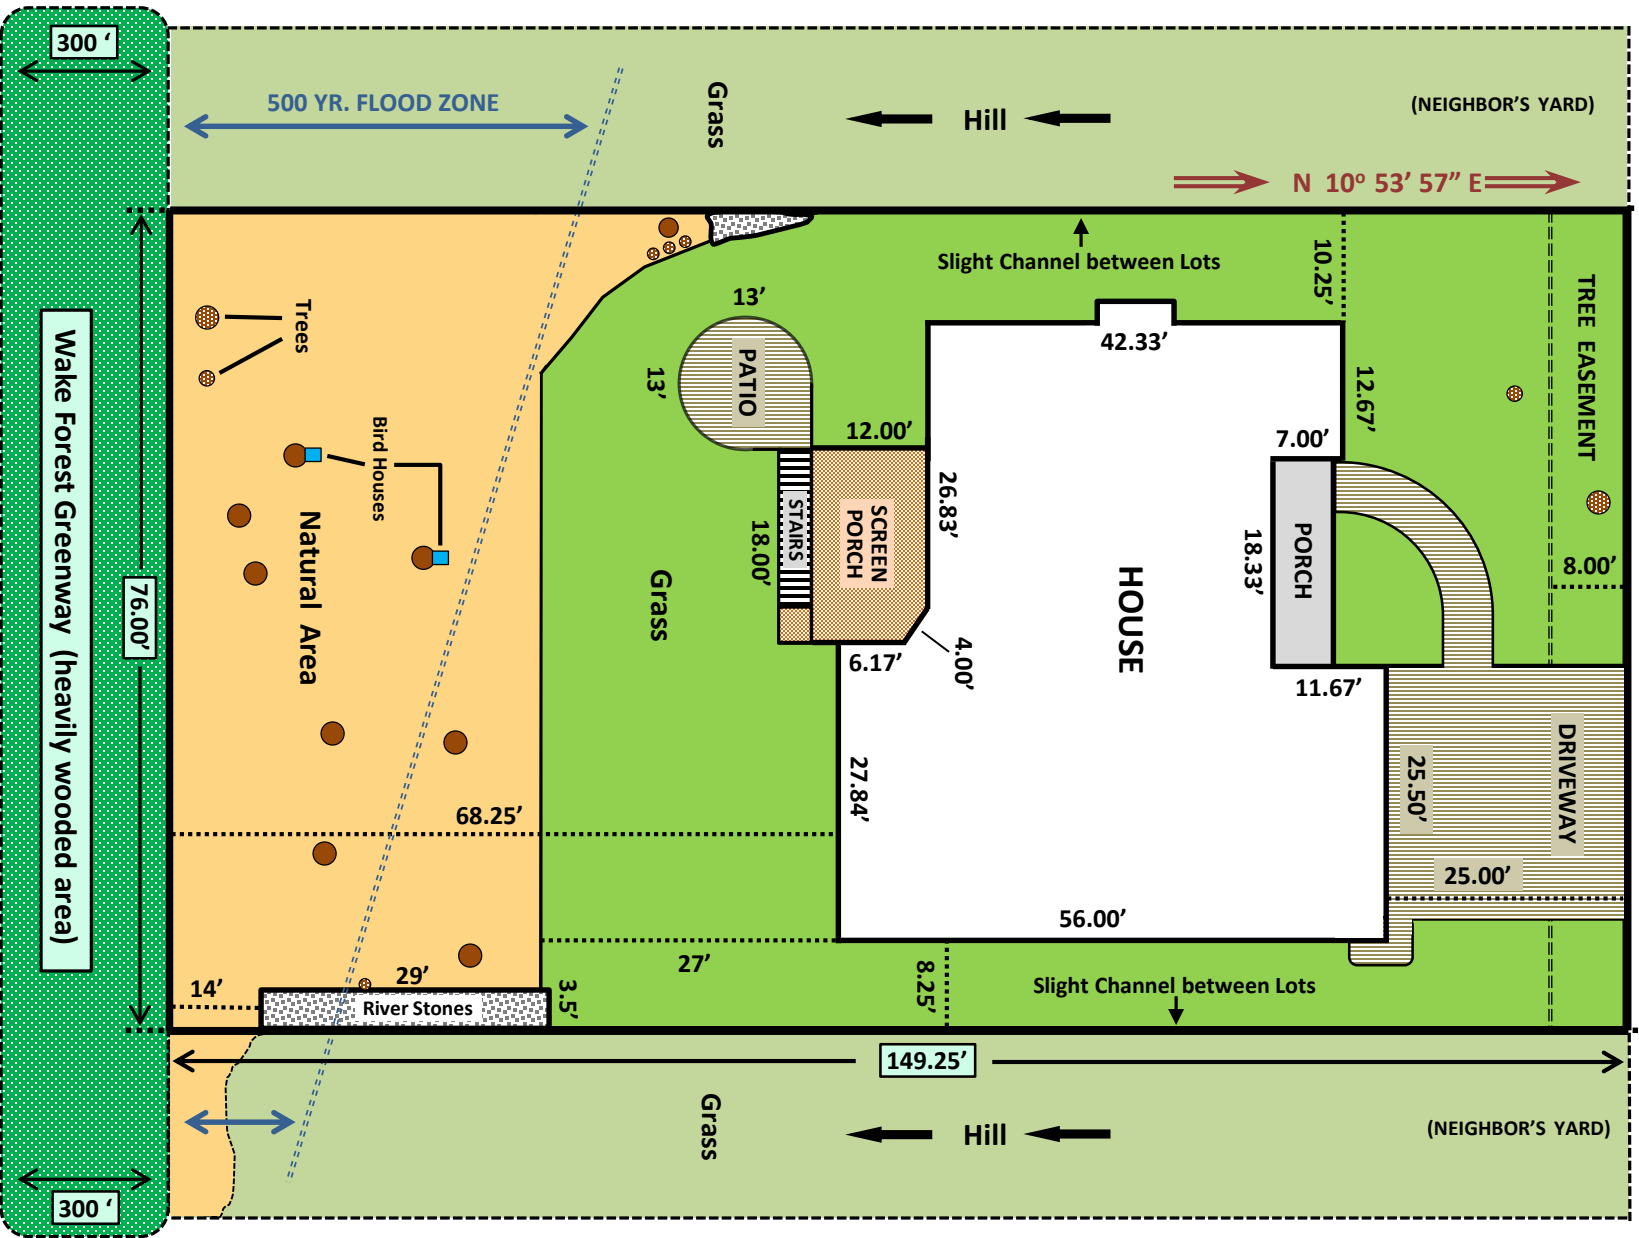 300 ‘
500 YR. FLOOD ZONE
Grass
Hill
(NEIGHBOR’S YARD)
N 10º 53’ 57” E
Slight Channel between Lots
10.25’
TREE EASEMENT
Trees
13’
13’
PATIO
42.33’
12.67’
Wake Forest Greenway (heavily wooded area)
76.00’
Bird Houses
Natural Area
12.00’
7.00’
26.83’
STAIRS
SCREEN
PORCH
18.00’
PORCH
18.33’
8.00’
Grass
HOUSE
6.17’
4.00’
11.67’
27.84’
25.50’
DRIVEWAY
68.25’
25.00’
56.00’
27’
8.25’
14’
29’
3.5’
River Stones
Slight Channel between Lots
149.25’
Grass
Hill
(NEIGHBOR’S YARD)
300 ‘